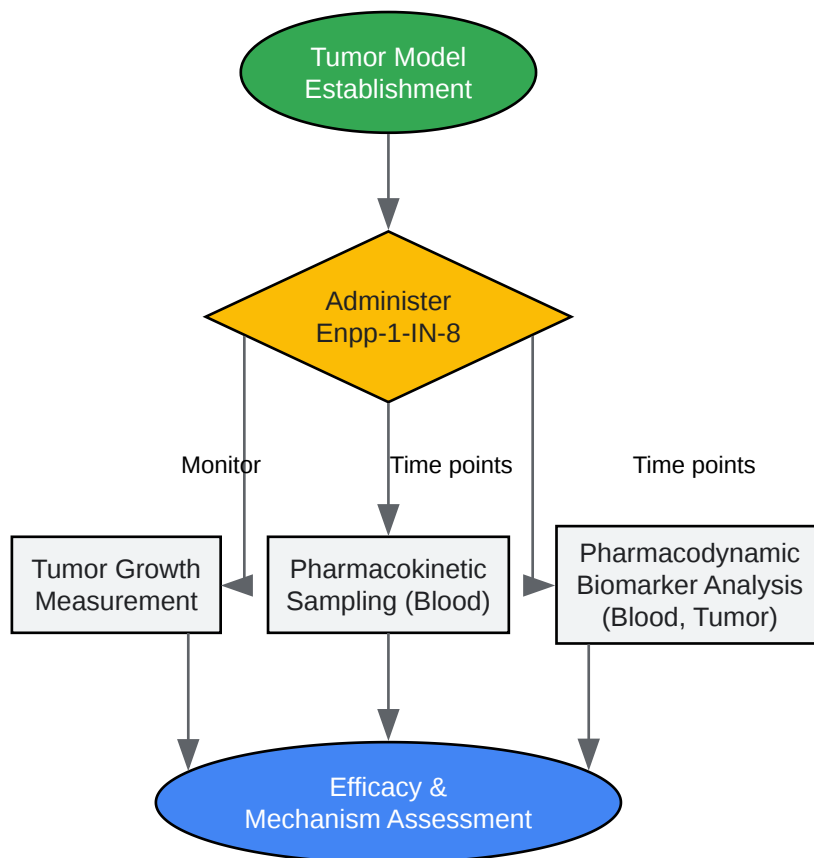 Tumor Model
Establishment
Administer
Enpp-1-IN-8
Monitor
Time points
Time points
Tumor Growth
Measurement
Pharmacokinetic
Sampling (Blood)
Pharmacodynamic
Biomarker Analysis
(Blood, Tumor)
Efficacy &
Mechanism Assessment